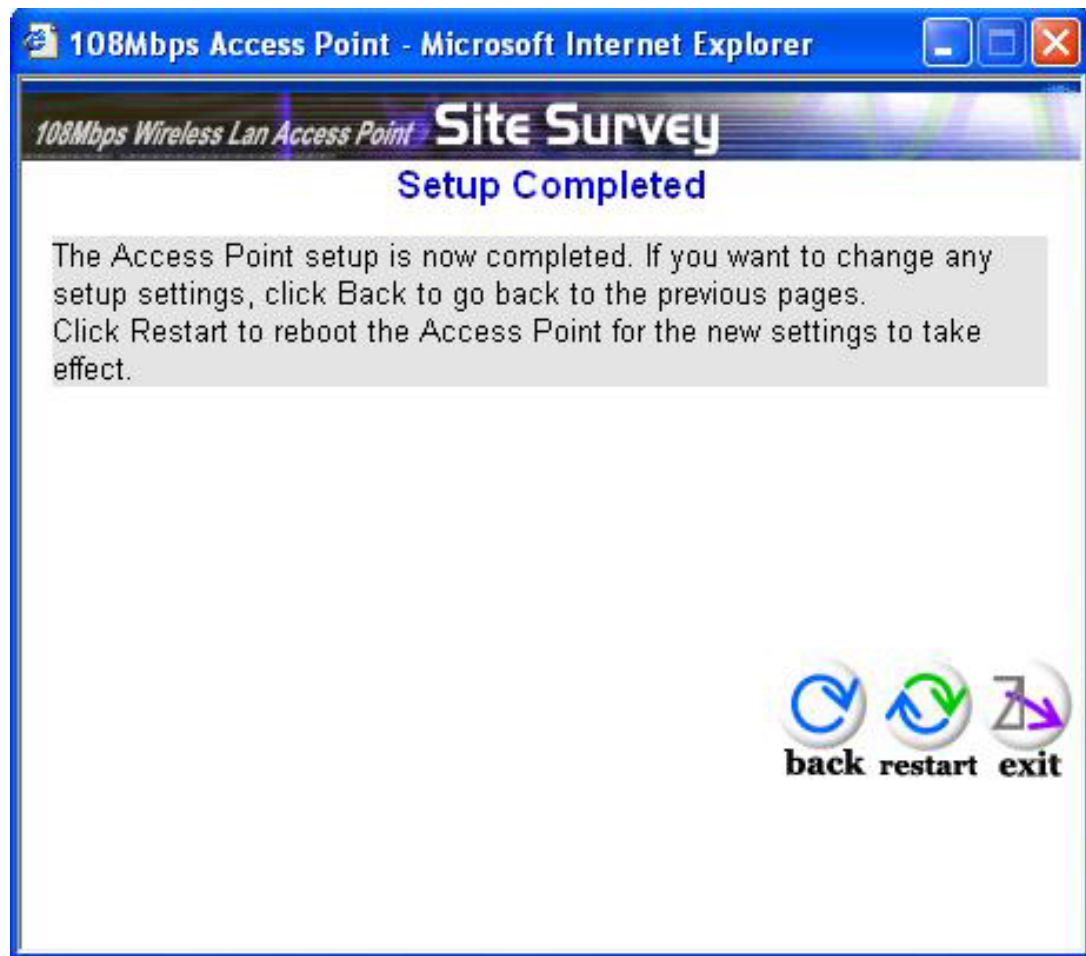 108Mbps Access Point - Microsoft Internet Explorer
108Mbps Wireless Lan Access Point Site Survey
Setup Completed
The Access Point setup is now completed. If you want to change any
setup settings, click Back to go back to the previous pages.
Click Restart to reboot the Access Point for the new settings to take
effect.
back restart exit